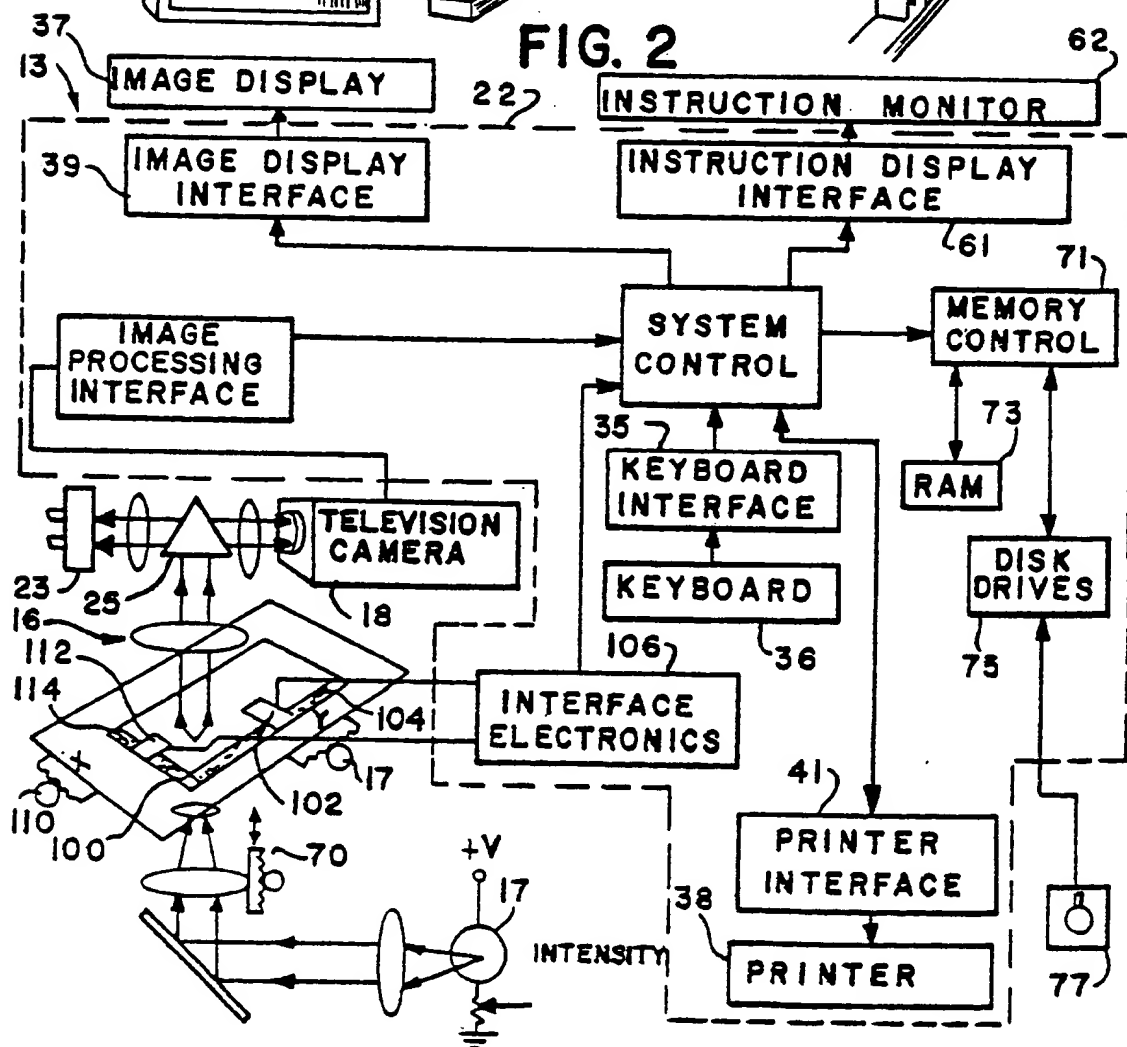 FIG. 2
37
13
IMAGE DISPLAY
22
62
INSTRUCTION MONITOR
39
IMAGE DISPLAY
INTERFACE
INSTRUCTION DISPLAY
INTERFACE
61
71
IMAGE
PROCESSING
INTERFACE
SYSTEM
CONTROL
MEMORY
CONTROL
35
73
KEYBOARD
INTERFACE
RAM
TELEVISION
CAMERA
23
25
18
KEYBOARD
36
DISK
DRIVES
75
16
112
114
106
104
INTERFACE
ELECTRONICS
X
Y
17
102
110
100
41
70
+V
PRINTER
INTERFACE
17
38
INTENSITY
PRINTER
77